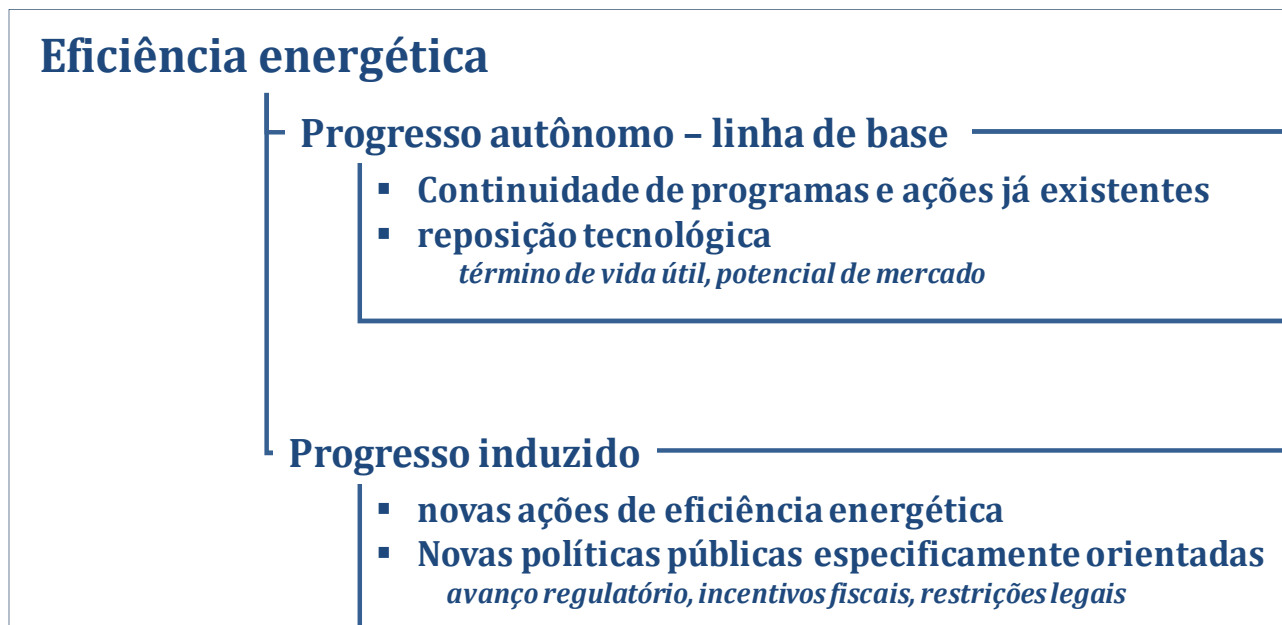 Eficiência energética
Progresso autônomo – linha de base
▪ Continuidade de programas e ações já existentes
▪ reposição tecnológica
término de vida útil, potencial de mercado
Progresso induzido
▪ novas ações de eficiência energética
▪ Novas políticas públicas especificamente orientadas
avanço regulatório, incentivos fiscais, restrições legais